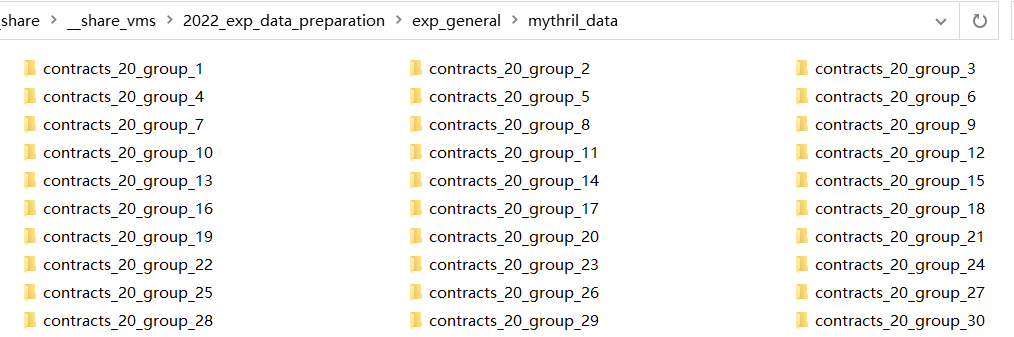 _share > __share_vms > 2022_exp_data_preparation > exp_general > mythril_data
contracts_20_group_1 contracts_20_group_2 contracts_20_group_3
contracts_20_group_4 contracts_20_group_5 contracts_20_group_6
contracts_20_group_7 contracts_20_group_8 contracts_20_group_9
contracts_20_group_10 contracts_20_group_11 contracts_20_group_12
contracts_20_group_13 contracts_20_group_14 contracts_20_group_15
contracts_20_group_16 contracts_20_group_17 contracts_20_group_18
contracts_20_group_19 contracts_20_group_20 contracts_20_group_21
contracts_20_group_22 contracts_20_group_23 contracts_20_group_24
contracts_20_group_25 contracts_20_group_26 contracts_20_group_27
contracts_20_group_28 contracts_20_group_29 contracts_20_group_30